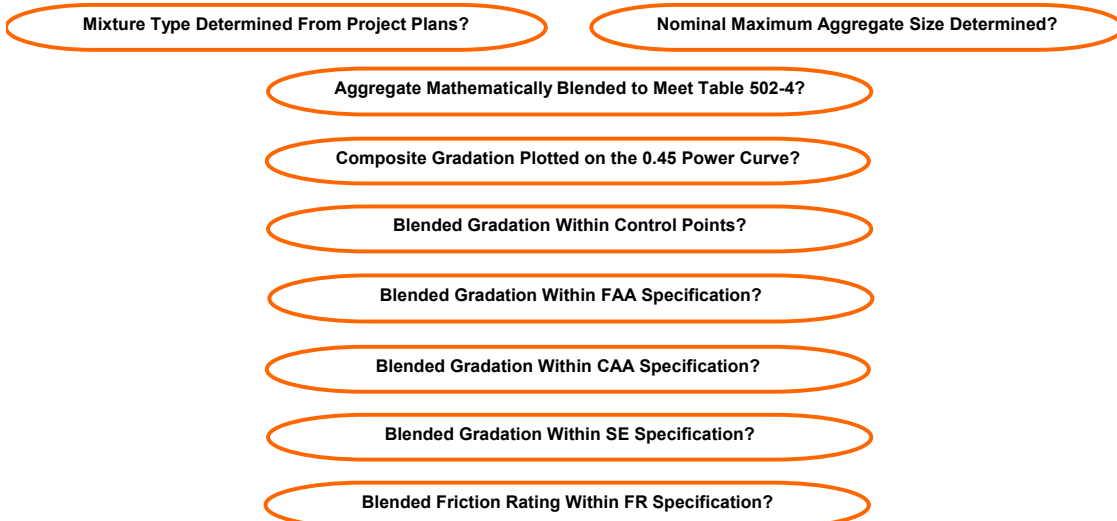 Mixture Type Determined From Project Plans?
Nominal Maximum Aggregate Size Determined?
Aggregate Mathematically Blended to Meet Table 502-4?
Composite Gradation Plotted on the 0.45 Power Curve?
Blended Gradation Within Control Points?
Blended Gradation Within FAA Specification?
Blended Gradation Within CAA Specification?
Blended Gradation Within SE Specification?
Blended Friction Rating Within FR Specification?